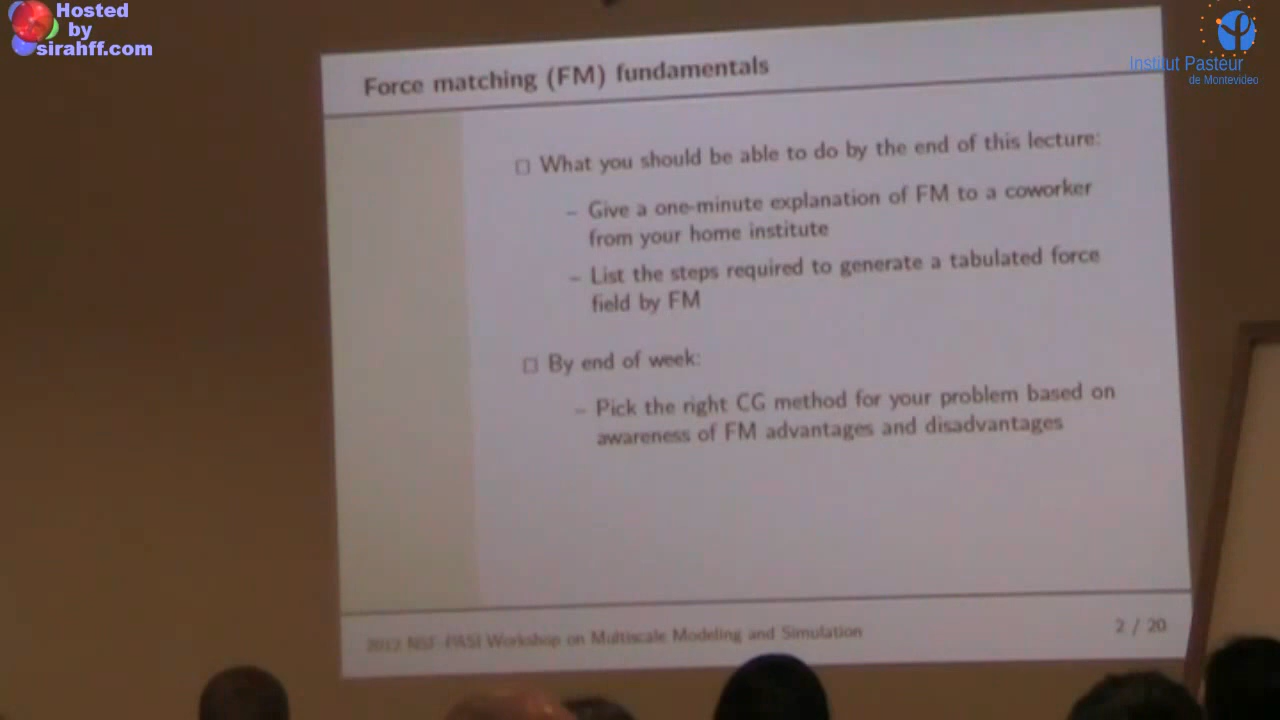 Hosted
by
sirahff.com
Institut Pasteur
de Montevideo
Force matching (FM) fundamentals
□ What you should be able to do by the end of this lecture:
– Give a one-minute explanation of FM to a coworker
from your home institute
– List the steps required to generate a tabulated force
field by FM
□ By end of week:
– Pick the right CG method for your problem based on
awareness of FM advantages and disadvantages
2012 NSF-PASI Workshop on Multiscale Modeling and Simulation
2 / 20